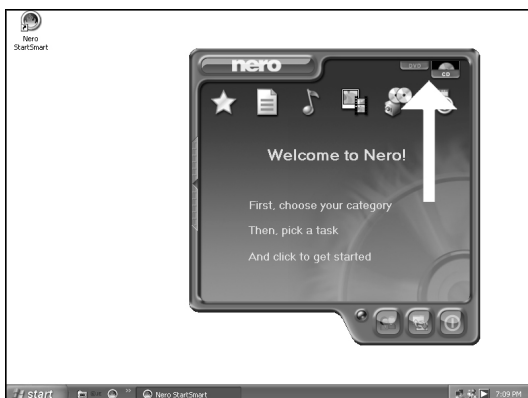 Nero
StartSmart
nero
DVD
CD
Welcome to Nero!
First, choose your category
Then, pick a task
And click to get started
start
Nero StartSmart
7:09 PM